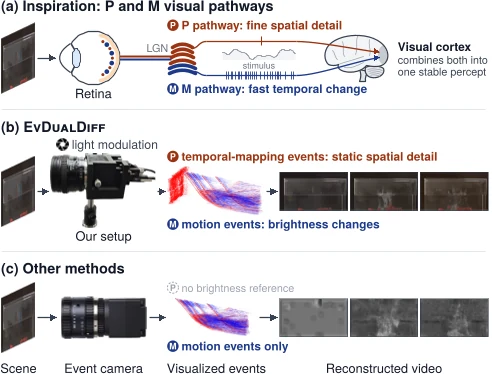 (a) Inspiration: P and M visual pathways
P P pathway: fine spatial detail
LGN
stimulus
Visual cortex
combines both into
one stable percept
M M pathway: fast temporal change
Retina
(b) EVDUALDIFF
light modulation
P temporal-mapping events: static spatial detail
M motion events: brightness changes
Our setup
(c) Other methods
P no brightness reference
M motion events only
Scene Event camera Visualized events Reconstructed video